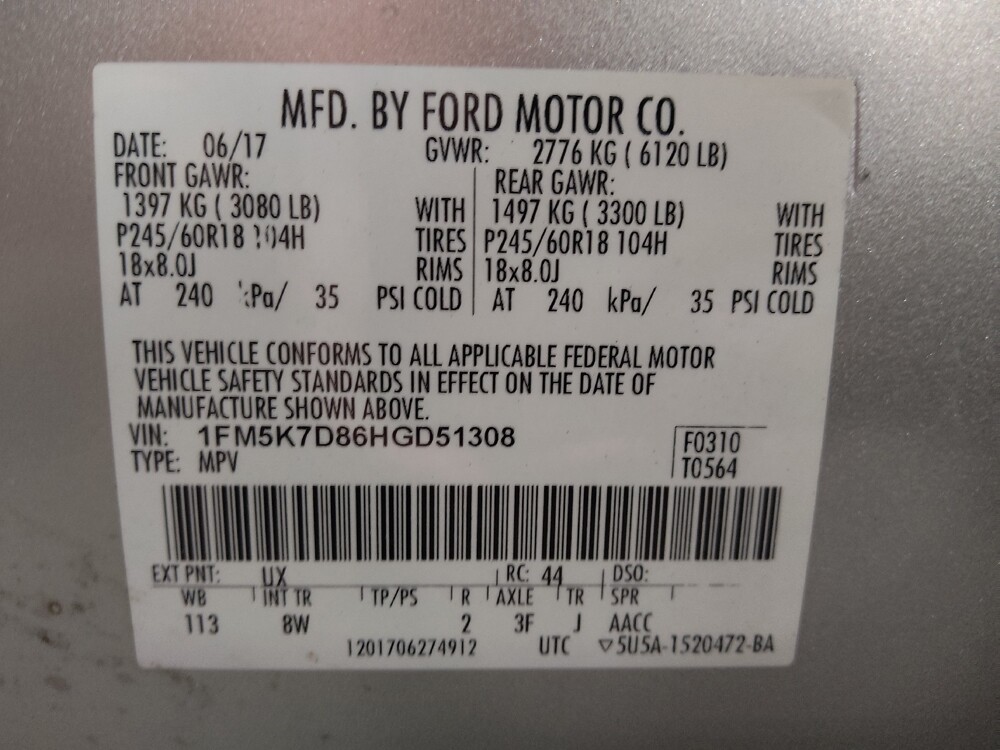 MFD. BY FORD MOTOR CO.
DATE: 06/17 GVWR: 2776 KG ( 6120 LB)
FRONT GAWR: REAR GAWR:
1397 KG ( 3080 LB) WITH 1497 KG ( 3300 LB) WITH
P245/60R18 104H TIRES P245/60R18 104H TIRES
18x8.0J RIMS 18x8.0J RIMS
AT 240 kPa/ 35 PSI COLD AT 240 kPa/ 35 PSI COLD
THIS VEHICLE CONFORMS TO ALL APPLICABLE FEDERAL MOTOR
VEHICLE SAFETY STANDARDS IN EFFECT ON THE DATE OF
MANUFACTURE SHOWN ABOVE.
VIN: 1FM5K7D86HGD51308 F0310
TYPE: MPV T0564
EXT PNT: UX RC: 44 DSO:
WB INT TR TP/PS R AXLE TR SPR
113 8W 2 3F J AACC
1201706274912 UTC ▽5U5A-1520472-BA